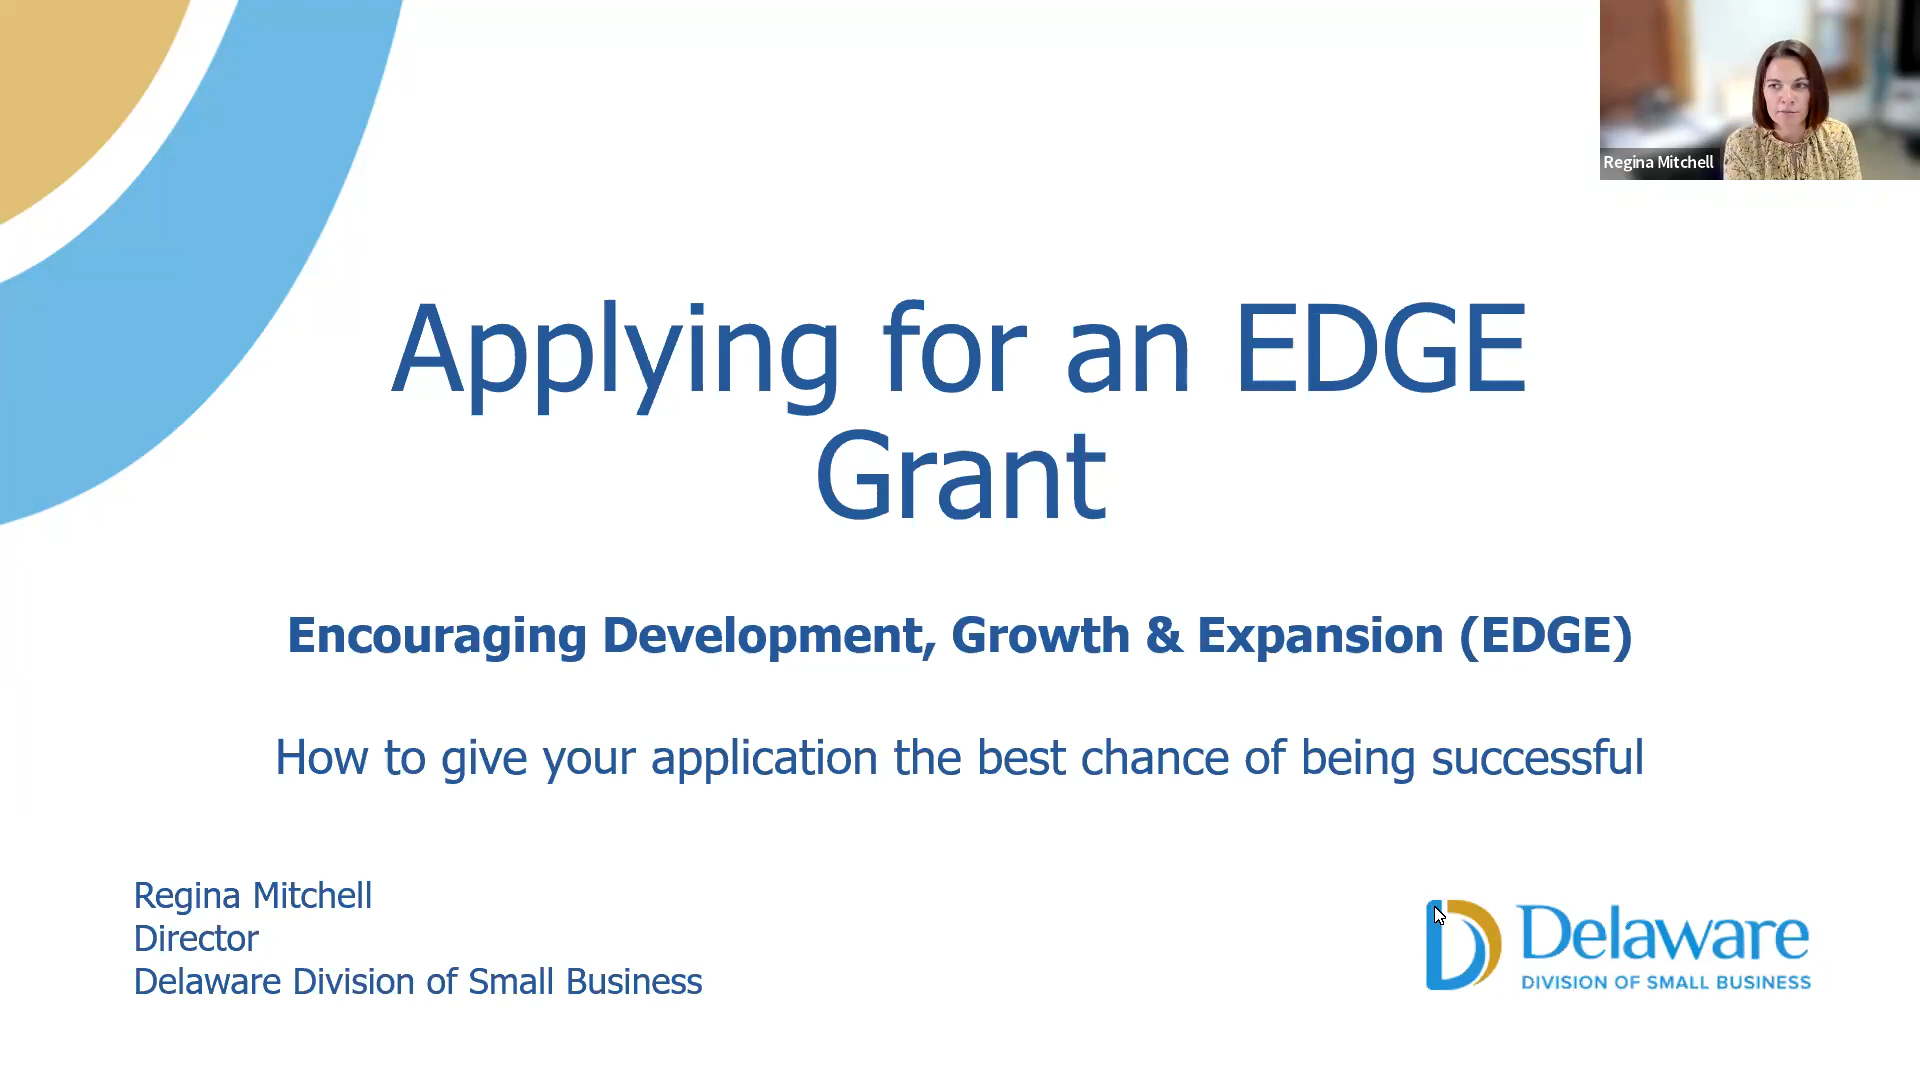 Regina Mitchell
Applying for an EDGE
Grant
Encouraging Development, Growth & Expansion (EDGE)
How to give your application the best chance of being successful
Regina Mitchell
Director
Delaware Division of Small Business
Delaware
DIVISION OF SMALL BUSINESS